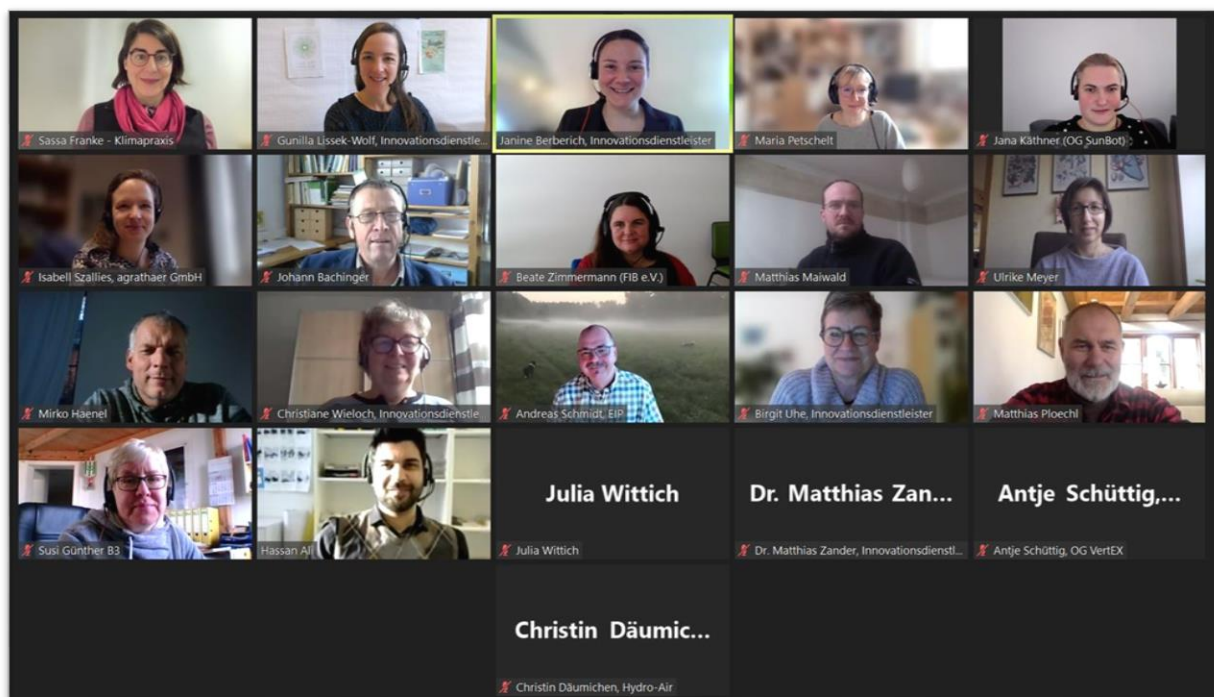 Sassa Franke - Klimapraxis
Gunilla Lissek-Wolf, Innovationsdienstle...
Janine Berberich, Innovationsdienstleister
Maria Petschelt
Jana Käthner (OG SunBot)
Isabell Szallies, agrathaer GmbH
Johann Bachinger
Beate Zimmermann (FIB e.V.)
Matthias Maiwald
Ulrike Meyer
Mirko Haenel
Christiane Wieloch, Innovationsdienstle...
Andreas Schmidt, EIP
Birgit Uhe, Innovationsdienstleister
Matthias Ploechl
Susi Günther B3
Hassan Al
Julia Wittich
Julia Wittich
Dr. Matthias Zan...
Dr. Matthias Zander, Innovationsdienstl...
Antje Schüttig,...
Antje Schüttig, OG VertEX
Christin Däumic...
Christin Däumichen, Hydro-Air